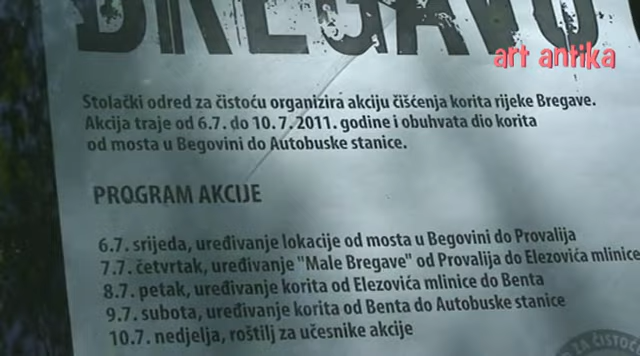 BREGAVU
art antika
Stolački odred za čistoću organizira akciju čišćenja korita rijeke Bregave.
Akcija traje od 6.7. do 10.7.2011. godine i obuhvata dio korita
od mosta u Begovini do Autobuske stanice.
PROGRAM AKCIJE
6.7. srijeda, uređivanje lokacije od mosta u Begovini do Provalija
7.7. četvrtak, uređivanje "Male Bregave" od Provalija do Elezovića mlinice
8.7. petak, uređivanje korita od Elezovića mlinice do Benta
9.7. subota, uređivanje korita od Benta do Autobuske stanice
10.7. nedjelja, roštilj za učesnike akcije
ZA ČISTOĆ